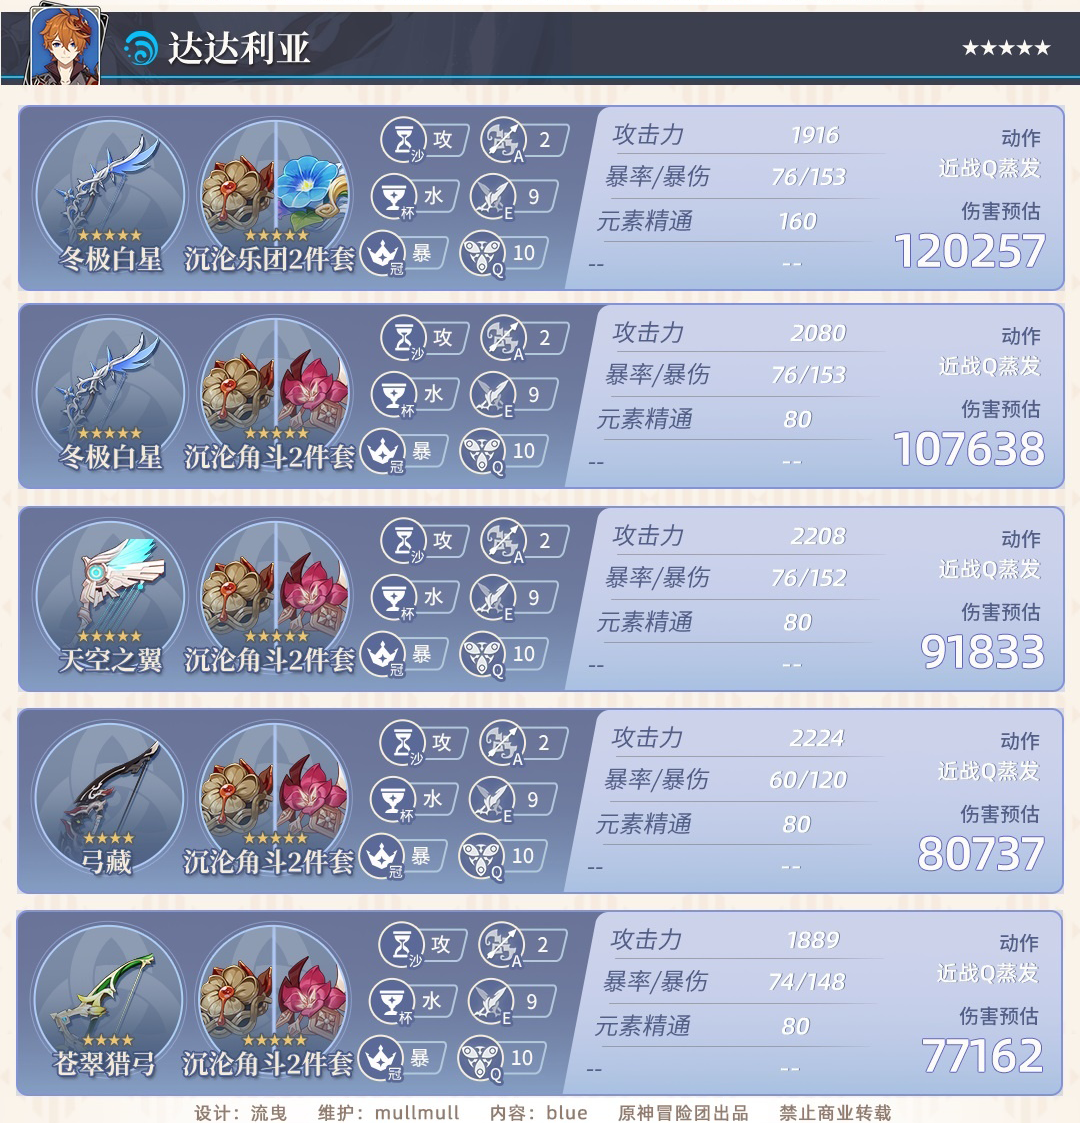 达达利亚
攻击力 1916
暴率/暴伤 76/153
元素精通 160
-- --
沙 攻 A 2
杯 水 E 9
冠 暴 Q 10
冬极白星 沉沦乐团2件套
动作
近战Q蒸发
伤害预估
120257
攻击力 2080
暴率/暴伤 76/153
元素精通 80
-- --
沙 攻 A 2
杯 水 E 9
冠 暴 Q 10
冬极白星 沉沦角斗2件套
动作
近战Q蒸发
伤害预估
107638
攻击力 2208
暴率/暴伤 76/152
元素精通 80
-- --
沙 攻 A 2
杯 水 E 9
冠 暴 Q 10
天空之翼 沉沦角斗2件套
动作
近战Q蒸发
伤害预估
91833
攻击力 2224
暴率/暴伤 60/120
元素精通 80
-- --
沙 攻 A 2
杯 水 E 9
冠 暴 Q 10
弓藏 沉沦角斗2件套
动作
近战Q蒸发
伤害预估
80737
攻击力 1889
暴率/暴伤 74/148
元素精通 80
-- --
沙 攻 A 2
杯 水 E 9
冠 暴 Q 10
苍翠猎弓 沉沦角斗2件套
动作
近战Q蒸发
伤害预估
77162
设计：流曳 维护：mullmull 内容：blue 原神冒险团出品 禁止商业转载